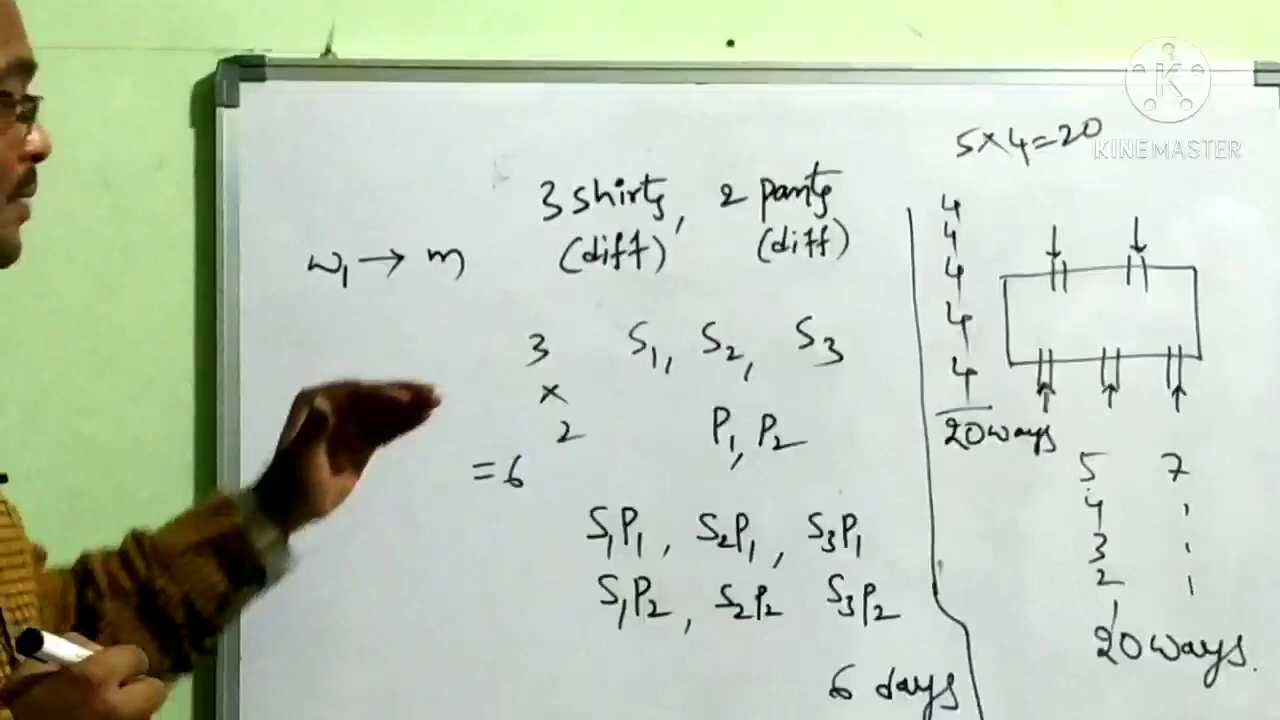 K
KINEMASTER
3 shirts, 2 pants
(diff) (diff)
w₁ → m
3 S₁, S₂, S₃
×
2 P₁, P₂
= 6
S₁P₁, S₂P₁, S₃P₁
S₁P₂, S₂P₂ S₃P₂
6 days
5×4=20
4
4
4
4
4
20 ways
5 7
4 ı
3 ı
2 ı
1
20 ways.